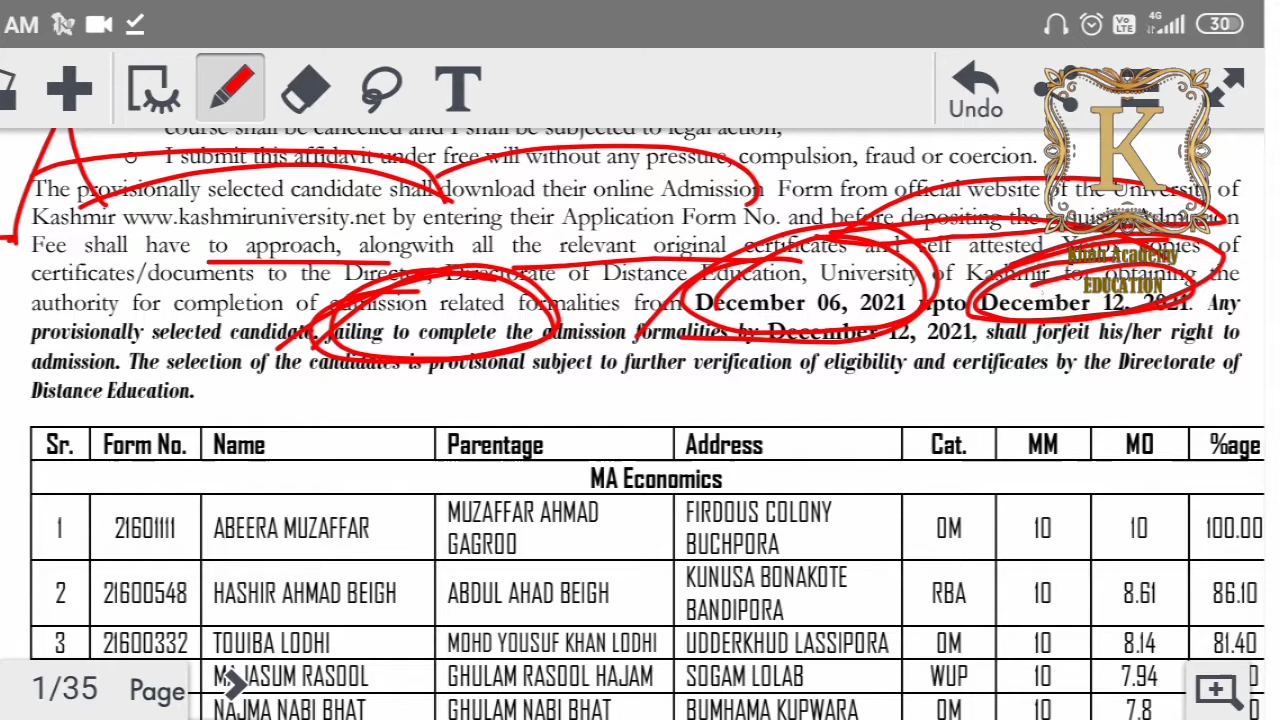 AM VoLTE 4G 30
T Undo
course shall be cancelled and I shall be subjected to legal action;
o I submit this affidavit under free will without any pressure, compulsion, fraud or coercion.
The provisionally selected candidate shall download their online Admission Form from official website of the University of
Kashmir www.kashmiruniversity.net by entering their Application Form No. and before depositing the Admission
Fee shall have to approach, alongwith all the relevant original certificates and self attested of
certificates/documents to the Director, Directorate of Distance Education, University of Kashmir for obtaining the
authority for completion of admission related formalities from December 06, 2021 upto December 12, 2021. Any
provisionally selected candidate, failing to complete the admission formalities by December 12, 2021, shall forfeit his/her right to
admission. The selection of the candidates is provisional subject to further verification of eligibility and certificates by the Directorate of
Distance Education.
K
Khan Academy
EDUCATION
Sr. Form No. Name Parentage Address Cat. MM MO %age
MA Economics
1 21601111 ABEERA MUZAFFAR MUZAFFAR AHMAD GAGROO FIRDOUS COLONY BUCHPORA OM 10 10 100.00
2 21600548 HASHIR AHMAD BEIGH ABDUL AHAD BEIGH KUNUSA BONAKOTE BANDIPORA RBA 10 8.61 86.10
3 21600332 TOUIBA LODHI MOHD YOUSUF KHAN LODHI UDDERKHUD LASSIPORA OM 10 8.14 81.40
RASOOL GHULAM RASOOL HAJAM SOGAM LOLAB WUP 10 7.94
NAJMA NABI BHAT GHULAM NABI BHAT BUMHAMA KUPWARA OM 10 7.8
1/35 Page